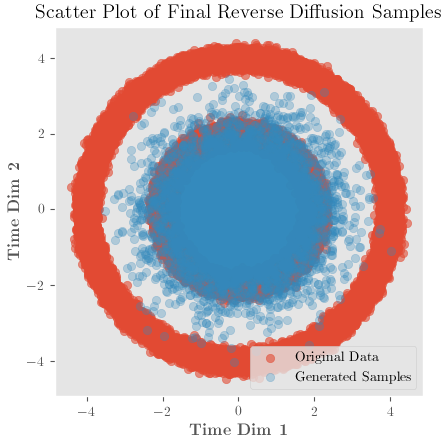 Scatter Plot of Final Reverse Diffusion Samples
4
2
0
−2
−4
Time Dim 2
Original Data
Generated Samples
−4 −2 0 2 4
Time Dim 1